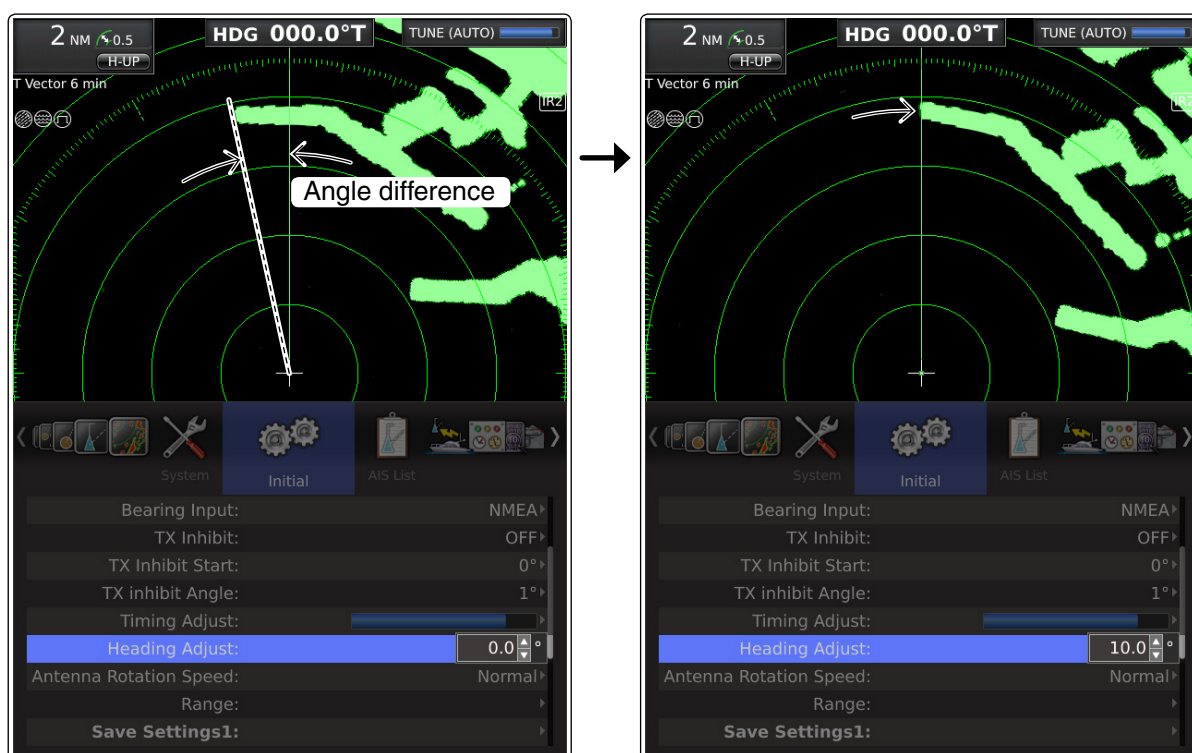 2 NM 0.5
H-UP
HDG 000.0°T
TUNE (AUTO)
T Vector 6 min
IR2
Angle difference
System
Initial
AIS List
Bearing Input: NMEA
TX Inhibit: OFF
TX Inhibit Start: 0°
TX inhibit Angle: 1°
Timing Adjust:
Heading Adjust: 0.0 °
Antenna Rotation Speed: Normal
Range:
Save Settings1:
2 NM 0.5
H-UP
HDG 000.0°T
TUNE (AUTO)
T Vector 6 min
IR2
System
Initial
AIS List
Bearing Input: NMEA
TX Inhibit: OFF
TX Inhibit Start: 0°
TX inhibit Angle: 1°
Timing Adjust:
Heading Adjust: 10.0 °
Antenna Rotation Speed: Normal
Range:
Save Settings1: